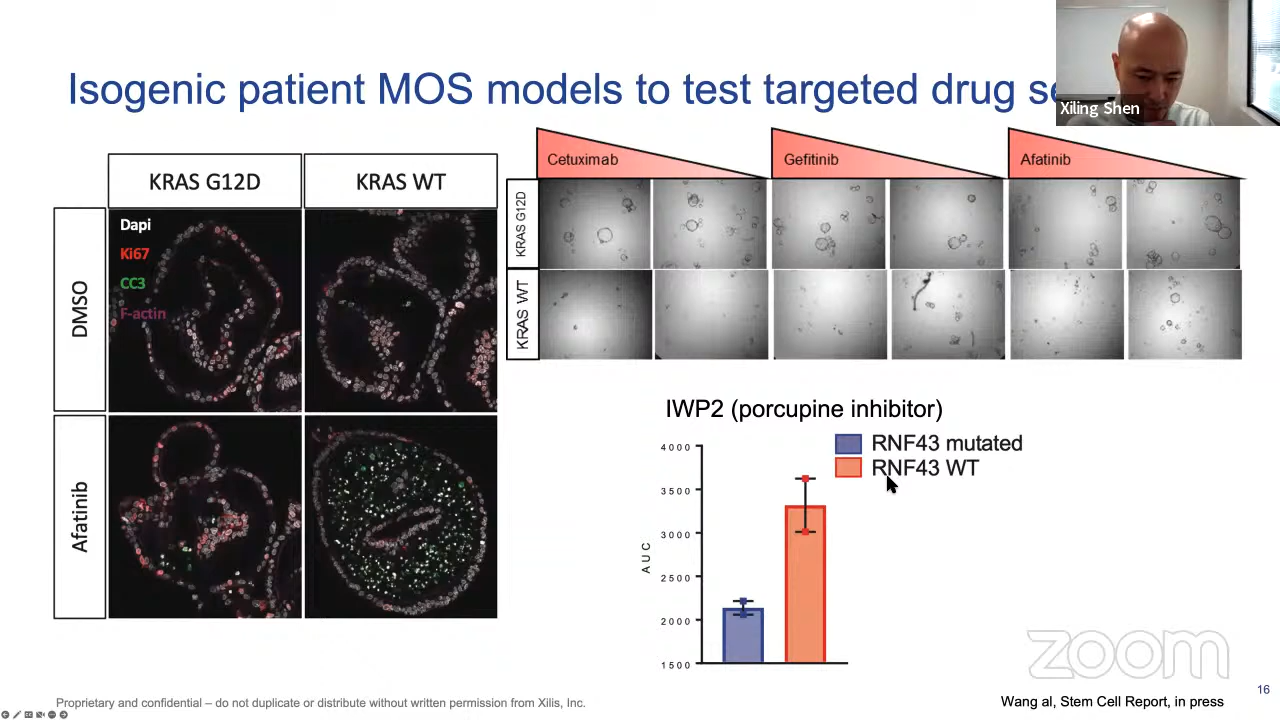 Isogenic patient MOS models to test targeted drug se
Xiling Shen
KRAS G12D
KRAS WT
DMSO
Afatinib
Dapi
Ki67
CC3
F-actin
Cetuximab
Gefitinib
Afatinib
KRAS G12D
KRAS WT
IWP2 (porcupine inhibitor)
RNF43 mutated
RNF43 WT
AUC
4000
3500
3000
2500
2000
1500
zoom
Proprietary and confidential – do not duplicate or distribute without written permission from Xilis, Inc.
Wang al, Stem Cell Report, in press
16